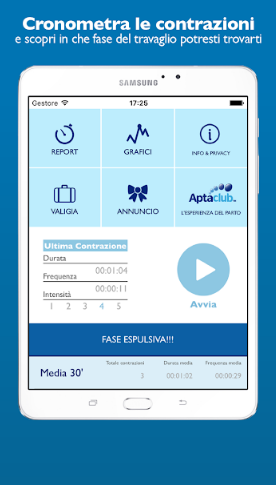 Cronometra le contrazioni
e scopri in che fase del travaglio potresti trovarti
SAMSUNG
Gestore 17:25
REPORT
GRAFICI
INFO & PRIVACY
VALIGIA
ANNUNCIO
Aptaclub.
L'ESPERIENZA DEL PARTO
Ultima Contrazione
Durata
00:01:04
Frequenza
00:00:11
Intensità
1 2 3 4 5
Avvia
FASE ESPULSIVA!!!
Totale contrazioni Durata media Frequenza media
Media 30' 3 00:01:02 00:00:29